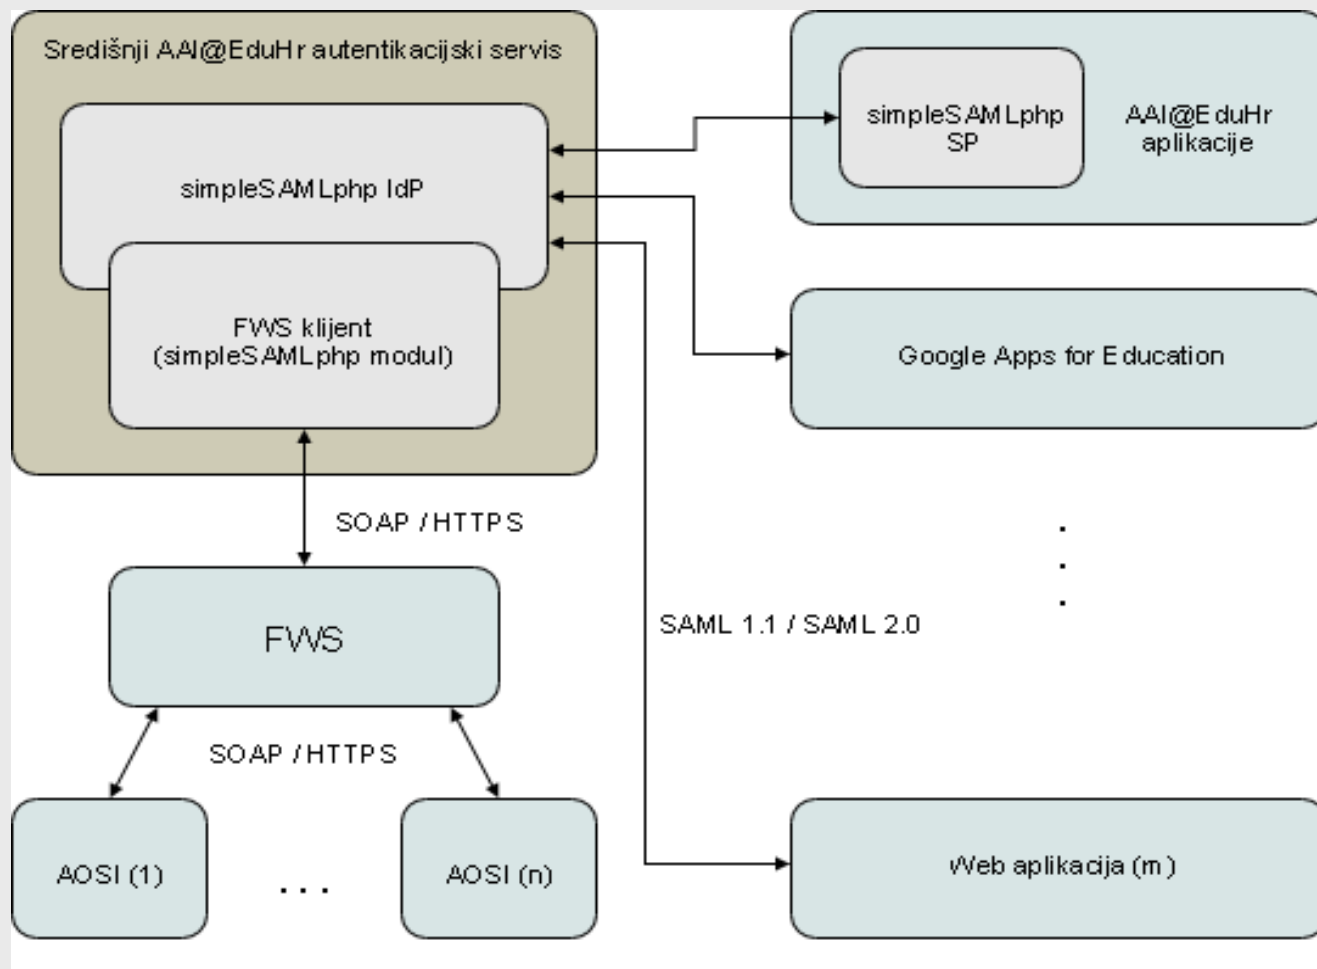 Središnji AAI@EduHr autentikacijski servis
simpleSAMLphp IdP
FWS klijent
(simpleSAMLphp modul)
SOAP / HTTPS
FWS
SOAP / HTTPS
AOSI (1)
. . .
AOSI (n)
simpleSAMLphp
SP
AAI@EduHr
aplikacije
Google Apps for Education
.
.
.
SAML 1.1 / SAML 2.0
Web aplikacija (m)